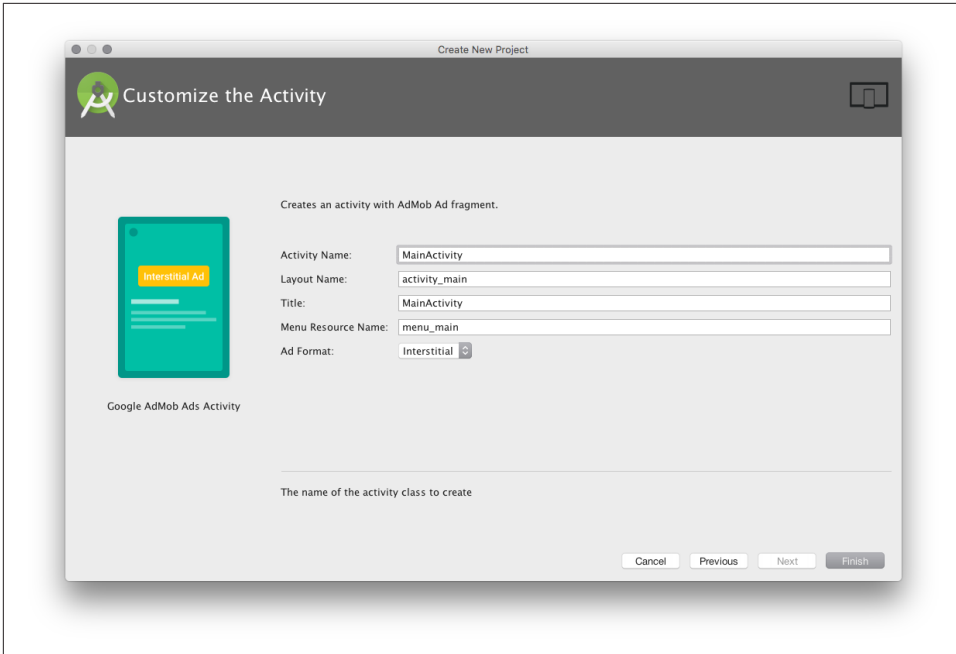 Create New Project
Customize the Activity
Creates an activity with AdMob Ad fragment.
Interstitial Ad
Activity Name: MainActivity
Layout Name: activity_main
Title: MainActivity
Menu Resource Name: menu_main
Ad Format: Interstitial
Google AdMob Ads Activity
The name of the activity class to create
Cancel Previous Next Finish